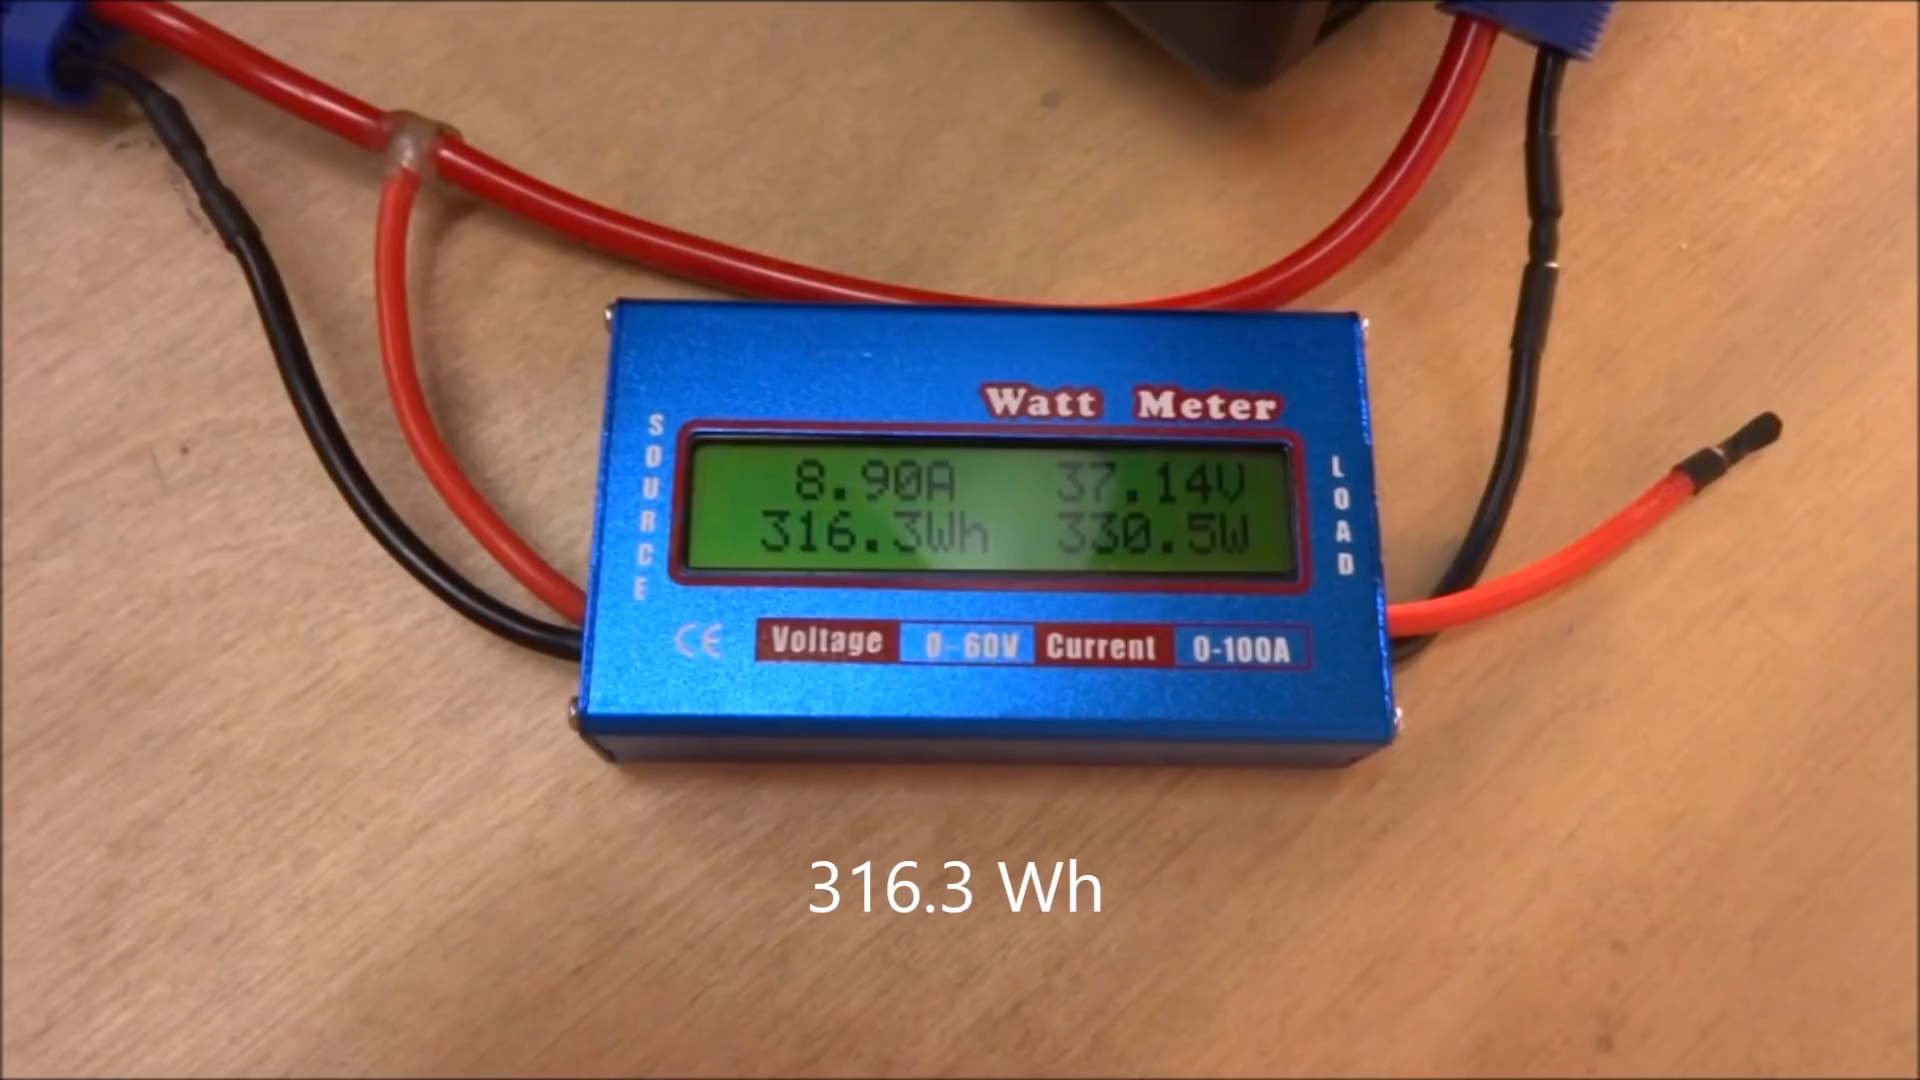 Watt Meter
SOURCE
8.90A 37.14V
316.3Wh 330.5W
LOAD
CE Voltage 0-60V Current 0-100A
316.3 Wh